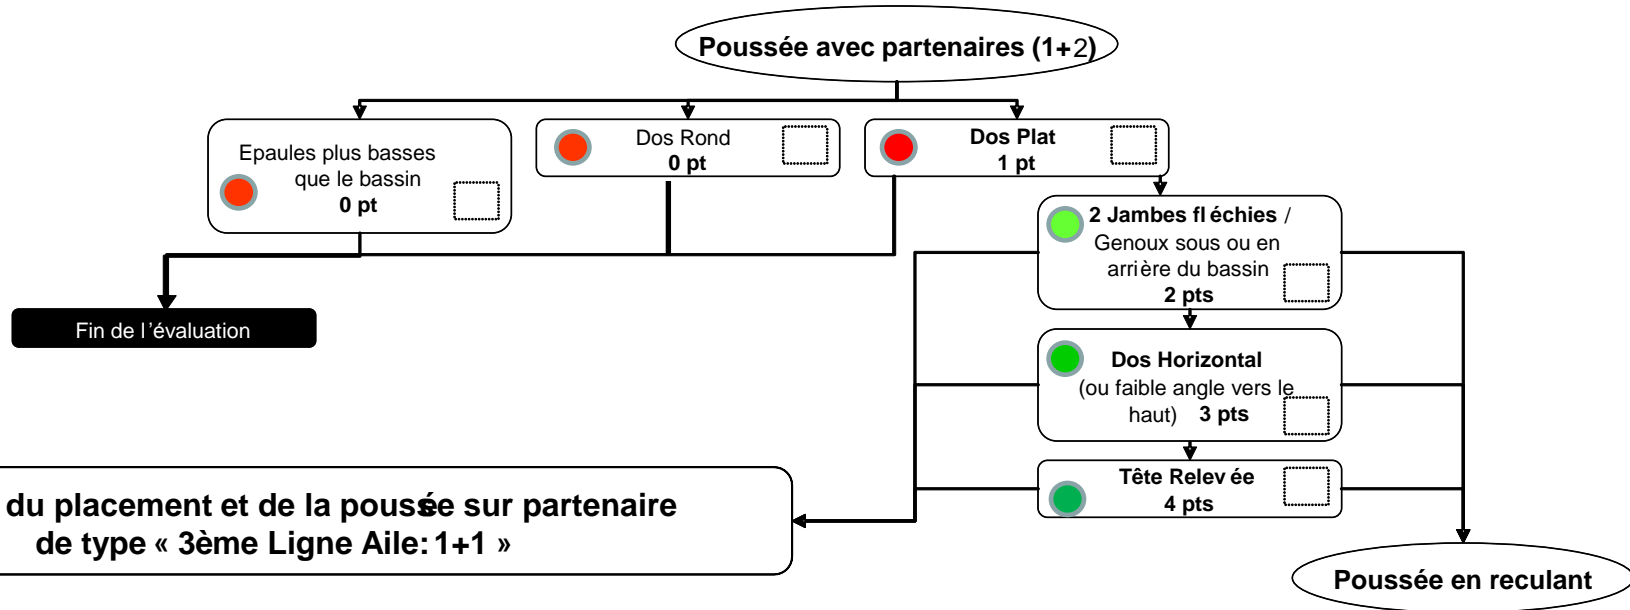 Poussée avec partenaires (1+2)
Epaules plus basses
que le bassin
0 pt
Dos Rond
0 pt
Dos Plat
1 pt
2 Jambes fléchies /
Genoux sous ou en
arrière du bassin
2 pts
Fin de l'évaluation
Dos Horizontal
(ou faible angle vers le
haut) 3 pts
Tête Relevée
4 pts
du placement et de la poussée sur partenaire
de type « 3ème Ligne Aile: 1+1 »
Poussée en reculant